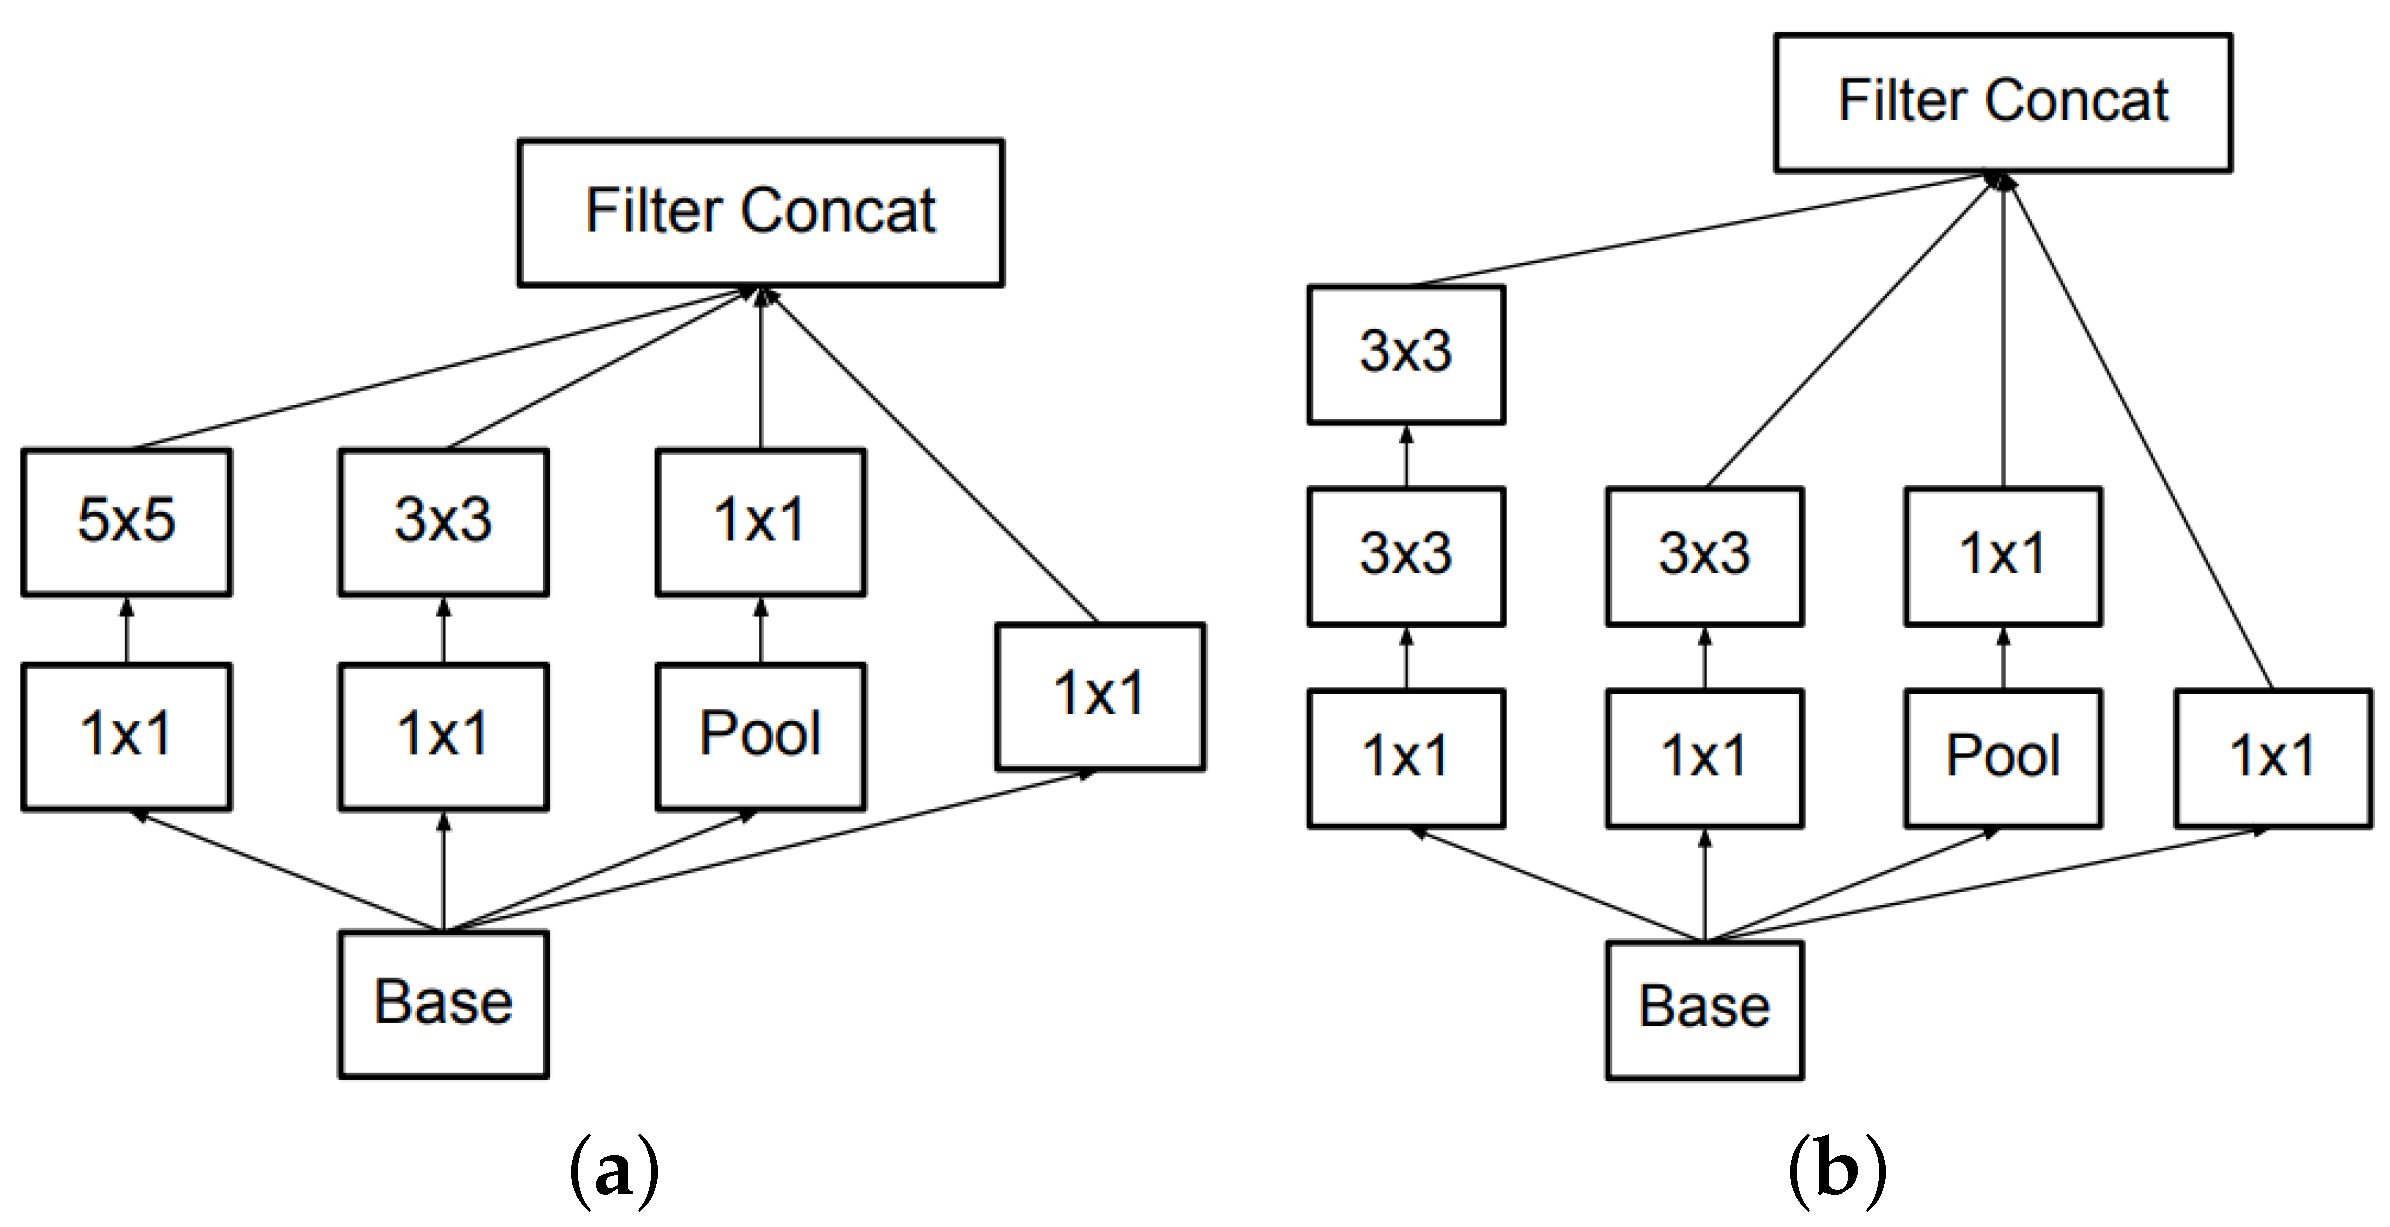 Filter Concat
5x5
3x3
1x1
1x1
1x1
1x1
Pool
Base
(a)
Filter Concat
3x3
3x3
3x3
1x1
1x1
1x1
Pool
1x1
Base
(b)